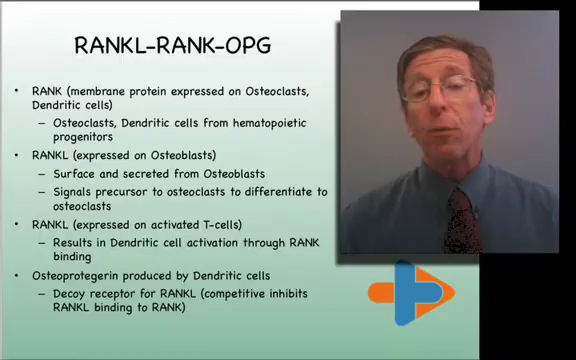 RANKL-RANK-OPG
• RANK (membrane protein expressed on Osteoclasts,
Dendritic cells)
– Osteoclasts, Dendritic cells from hematopoietic
progenitors
• RANKL (expressed on Osteoblasts)
– Surface and secreted from Osteoblasts
– Signals precursor to osteoclasts to differentiate to
osteoclasts
• RANKL (expressed on activated T-cells)
– Results in Dendritic cell activation through RANK
binding
• Osteoprotegerin produced by Dendritic cells
– Decoy receptor for RANKL (competitive inhibits
RANKL binding to RANK)